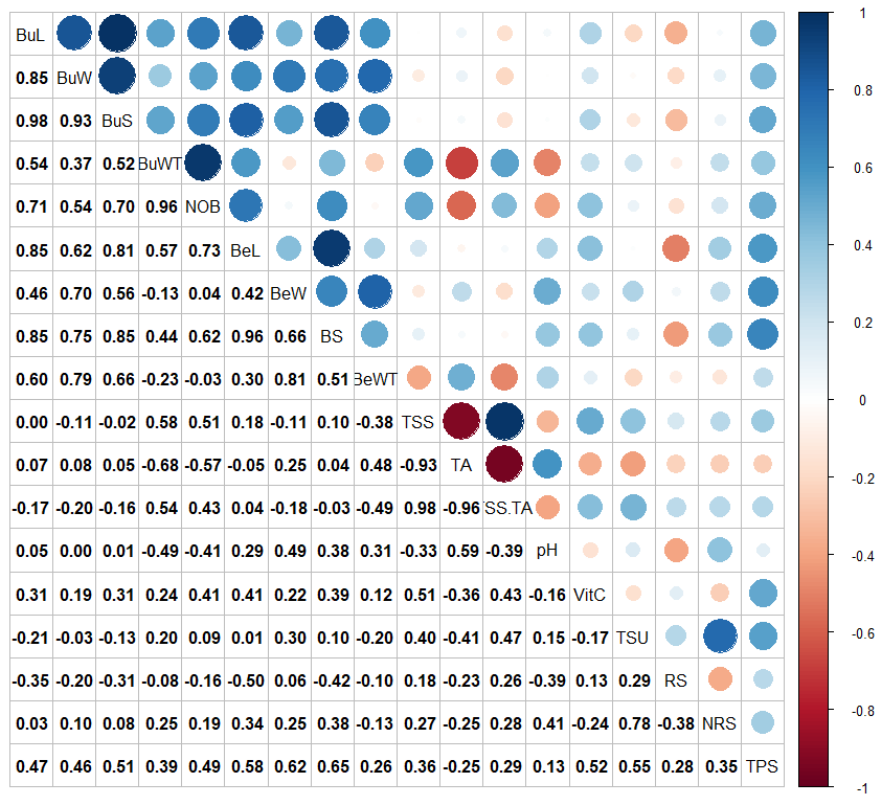 BuL
0.85 BuW
0.98 0.93 BuS
0.54 0.37 0.52 BuWT
0.71 0.54 0.70 0.96 NOB
0.85 0.62 0.81 0.57 0.73 BeL
0.46 0.70 0.56 -0.13 0.04 0.42 BeW
0.85 0.75 0.85 0.44 0.62 0.96 0.66 BS
0.60 0.79 0.66 -0.23 -0.03 0.30 0.81 0.51 BeWT
0.00 -0.11 -0.02 0.58 0.51 0.18 -0.11 0.10 -0.38 TSS
0.07 0.08 0.05 -0.68 -0.57 -0.05 0.25 0.04 0.48 -0.93 TA
-0.17 -0.20 -0.16 0.54 0.43 0.04 -0.18 -0.03 -0.49 0.98 -0.96 TSS.TA
0.05 0.00 0.01 -0.49 -0.41 0.29 0.49 0.38 0.31 -0.33 0.59 -0.39 pH
0.31 0.19 0.31 0.24 0.41 0.41 0.22 0.39 0.12 0.51 -0.36 0.43 -0.16 VitC
-0.21 -0.03 -0.13 0.20 0.09 0.01 0.30 0.10 -0.20 0.40 -0.41 0.47 0.15 -0.17 TSU
-0.35 -0.20 -0.31 -0.08 -0.16 -0.50 0.06 -0.42 -0.10 0.18 -0.23 0.26 -0.39 0.13 0.29 RS
0.03 0.10 0.08 0.25 0.19 0.34 0.25 0.38 -0.13 0.27 -0.25 0.28 0.41 -0.24 0.78 -0.38 NRS
0.47 0.46 0.51 0.39 0.49 0.58 0.62 0.65 0.26 0.36 -0.25 0.29 0.13 0.52 0.55 0.28 0.35 TPS
1
0.8
0.6
0.4
0.2
0
-0.2
-0.4
-0.6
-0.8
-1